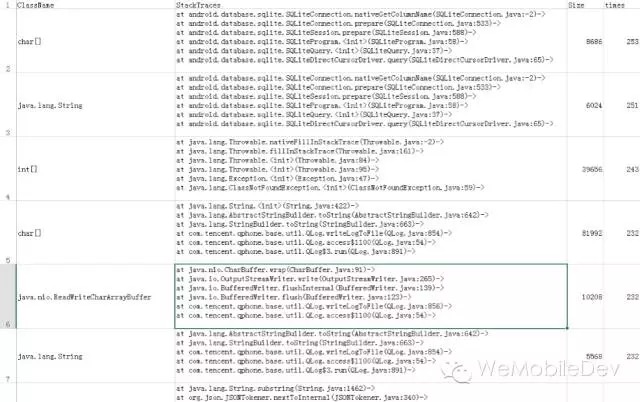 1 ClassName StackTraces Size times
at android.database.sqlite.SQLiteConnection.nativeGetColumnName(SQLiteConnection.java:-2)->
at android.database.sqlite.SQLiteConnection.prepare(SQLiteConnection.java:533)->
at android.database.sqlite.SQLiteSession.prepare(SQLiteSession.java:588)->
at android.database.sqlite.SQLiteProgram.<init>(SQLiteProgram.java:58)->
char[] 8686 253
at android.database.sqlite.SQLiteQuery.<init>(SQLiteQuery.java:37)->
at android.database.sqlite.SQLiteDirectCursorDriver.query(SQLiteDirectCursorDriver.java:65)->
2
at android.database.sqlite.SQLiteConnection.nativeGetColumnName(SQLiteConnection.java:-2)->
at android.database.sqlite.SQLiteConnection.prepare(SQLiteConnection.java:533)->
at android.database.sqlite.SQLiteSession.prepare(SQLiteSession.java:588)->
java.lang.String 6024 251
at android.database.sqlite.SQLiteProgram.<init>(SQLiteProgram.java:58)->
at android.database.sqlite.SQLiteQuery.<init>(SQLiteQuery.java:37)->
at android.database.sqlite.SQLiteDirectCursorDriver.query(SQLiteDirectCursorDriver.java:65)->
3
at java.lang.Throwable.nativeFillInStackTrace(Throwable.java:-2)->
at java.lang.Throwable.fillInStackTrace(Throwable.java:161)->
at java.lang.Throwable.<init>(Throwable.java:84)->
int[] 39656 243
at java.lang.Throwable.<init>(Throwable.java:95)->
at java.lang.Exception.<init>(Exception.java:47)->
at java.lang.ClassNotFoundException.<init>(ClassNotFoundException.java:59)->
4
at java.lang.String.<init>(String.java:422)->
at java.lang.AbstractStringBuilder.toString(AbstractStringBuilder.java:642)->
at java.lang.StringBuilder.toString(StringBuilder.java:663)->
char[] 81992 232
at com.tencent.qphone.base.util.QLog.writeLogToFile(QLog.java:854)->
at com.tencent.qphone.base.util.QLog.access$1100(QLog.java:54)->
at com.tencent.qphone.base.util.QLog$3.run(QLog.java:891)->
5
at java.nio.CharBuffer.wrap(CharBuffer.java:91)->
at java.io.OutputStreamWriter.write(OutputStreamWriter.java:265)->
at java.io.BufferedWriter.flushInternal(BufferedWriter.java:139)->
java.nio.ReadWriteCharArrayBuffer 10208 232
at java.io.BufferedWriter.flush(BufferedWriter.java:123)->
at com.tencent.qphone.base.util.QLog.writeLogToFile(QLog.java:856)->
at com.tencent.qphone.base.util.QLog.access$1100(QLog.java:54)->
6
at java.lang.AbstractStringBuilder.toString(AbstractStringBuilder.java:642)->
at java.lang.StringBuilder.toString(StringBuilder.java:663)->
at com.tencent.qphone.base.util.QLog.writeLogToFile(QLog.java:854)->
java.lang.String 5568 232
at com.tencent.qphone.base.util.QLog.access$1100(QLog.java:54)->
at com.tencent.qphone.base.util.QLog$3.run(QLog.java:891)->
WeMobileDev
7
at java.lang.String.substring(String.java:1462)->
at org.json.JSONTokener.nextToInternal(JSONTokener.java:340)->